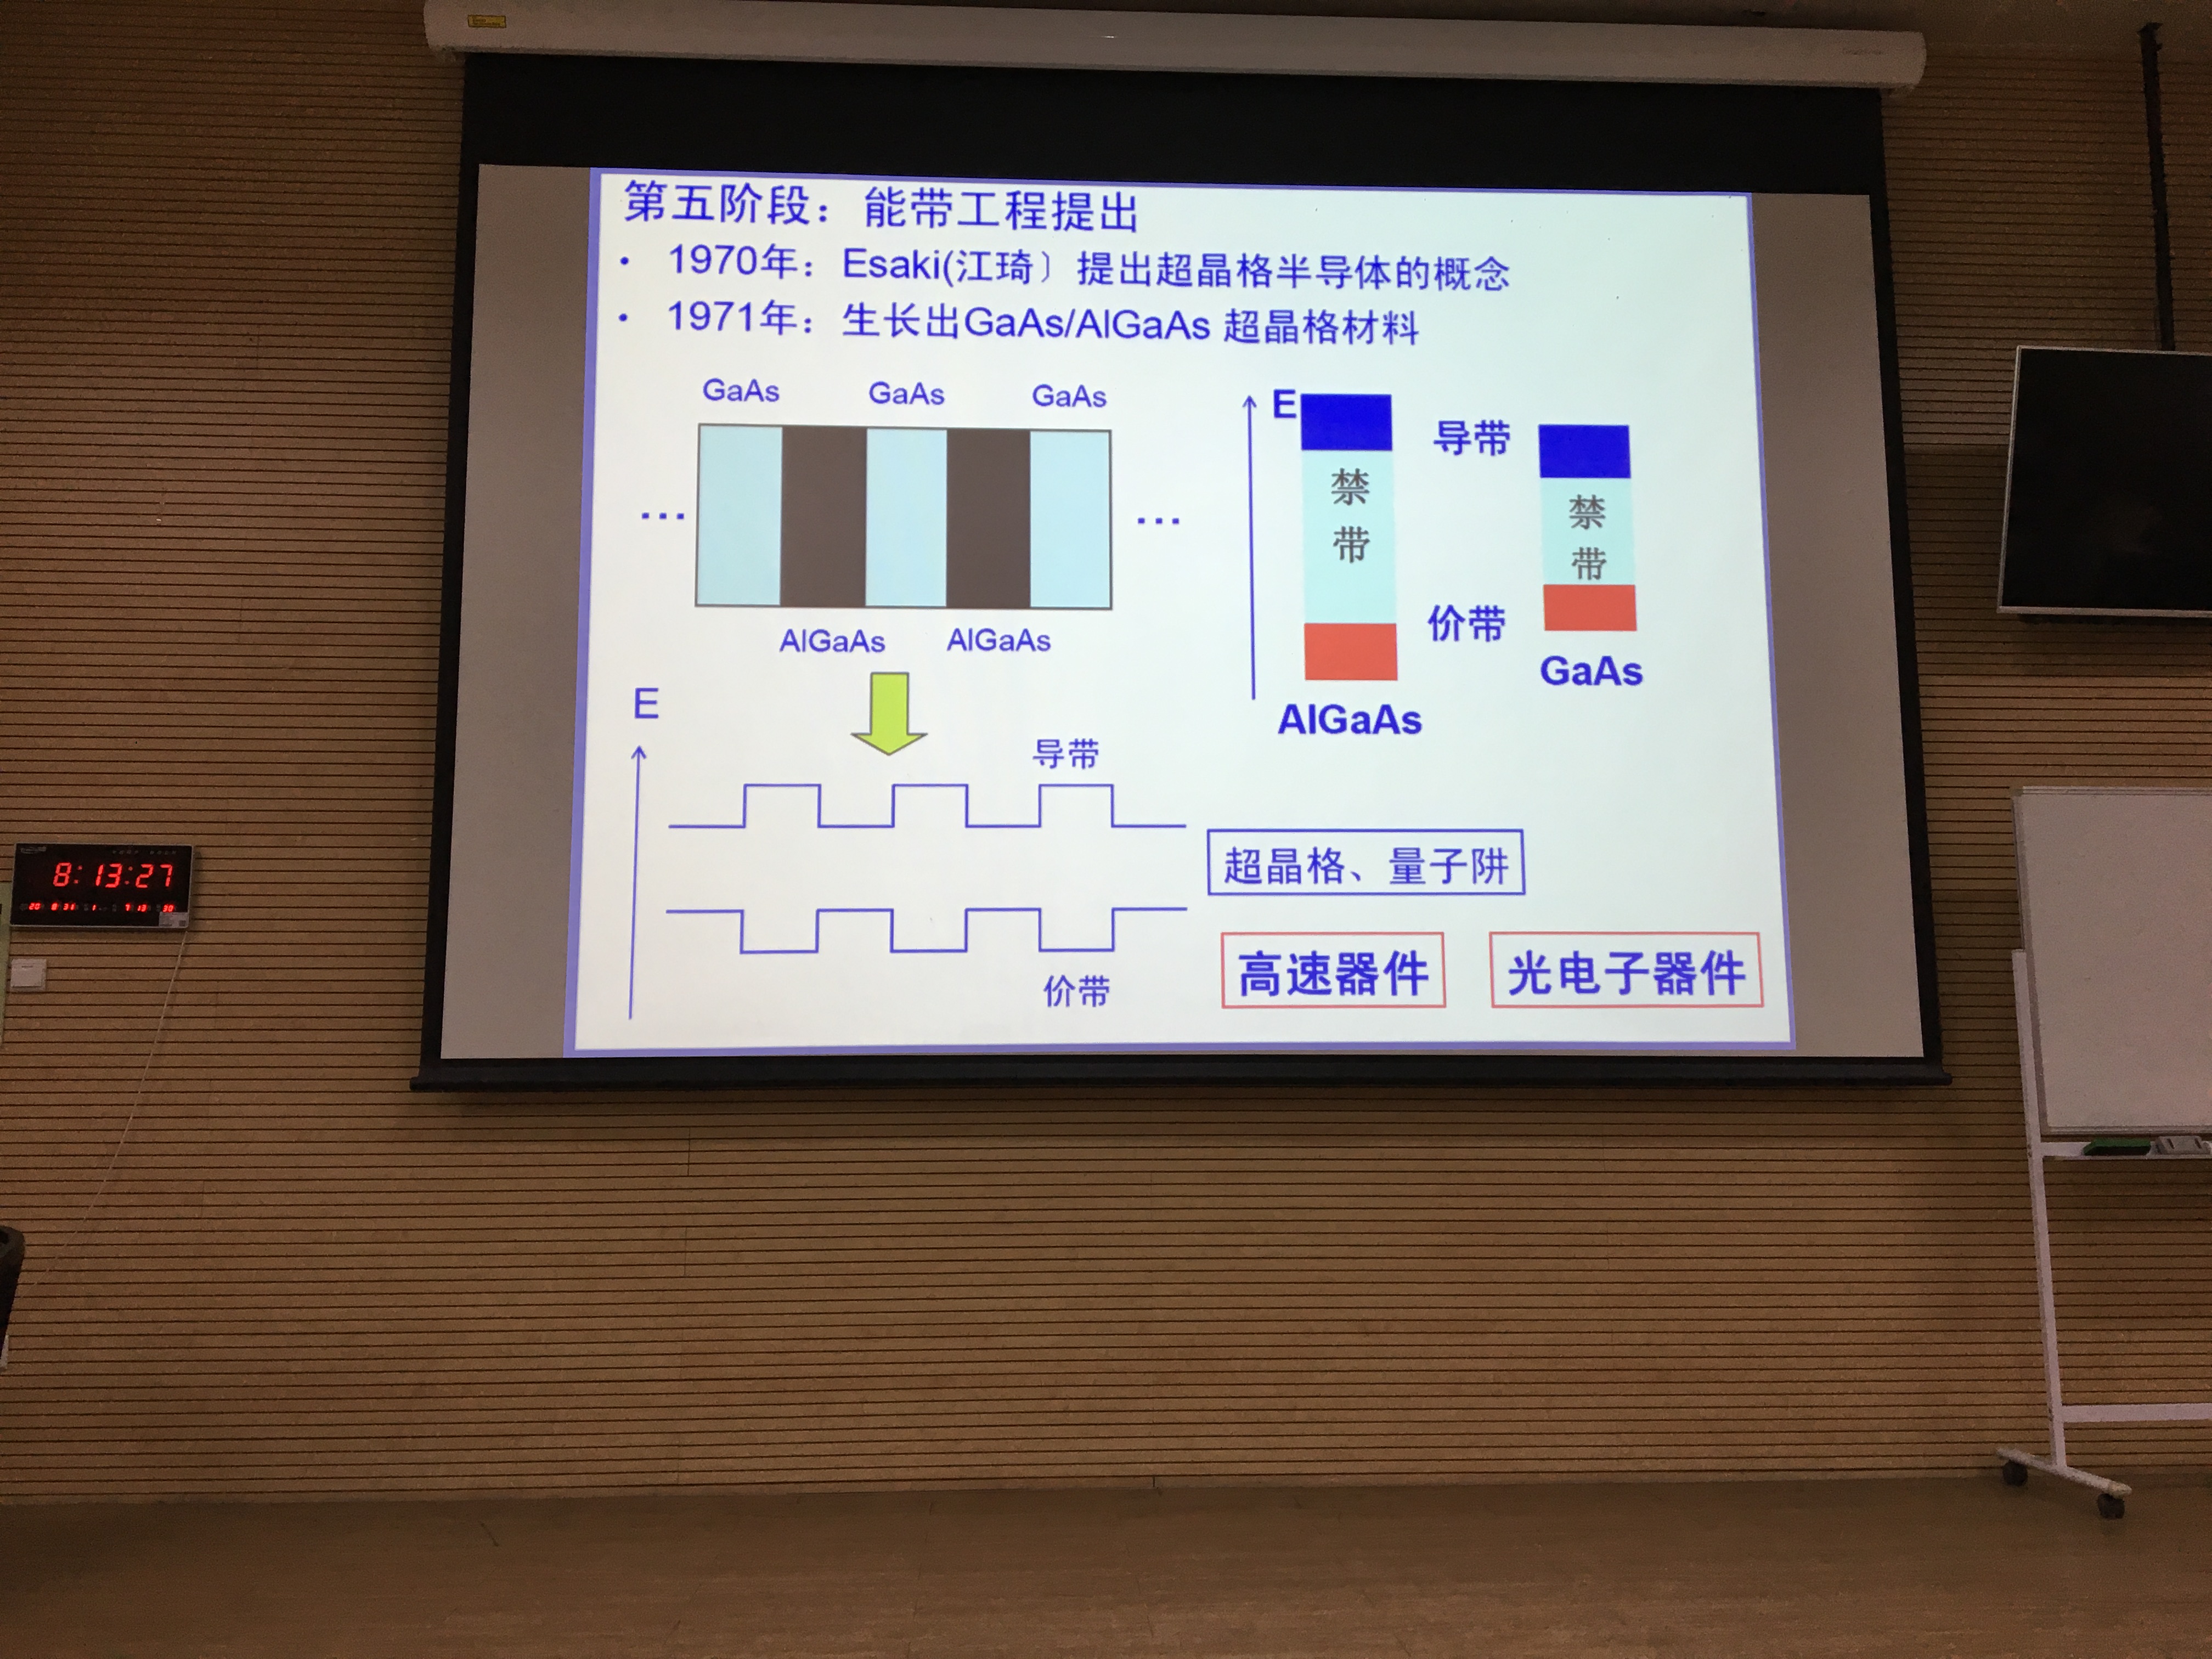 第五阶段：能带工程提出
• 1970年：Esaki(江琦〕提出超晶格半导体的概念
• 1971年：生长出GaAs/AlGaAs 超晶格材料
GaAs GaAs GaAs
... ...
AlGaAs AlGaAs
E
导带
禁带
禁带
价带
AlGaAs
GaAs
E
导带
价带
超晶格、量子阱
高速器件
光电子器件
8:13:27